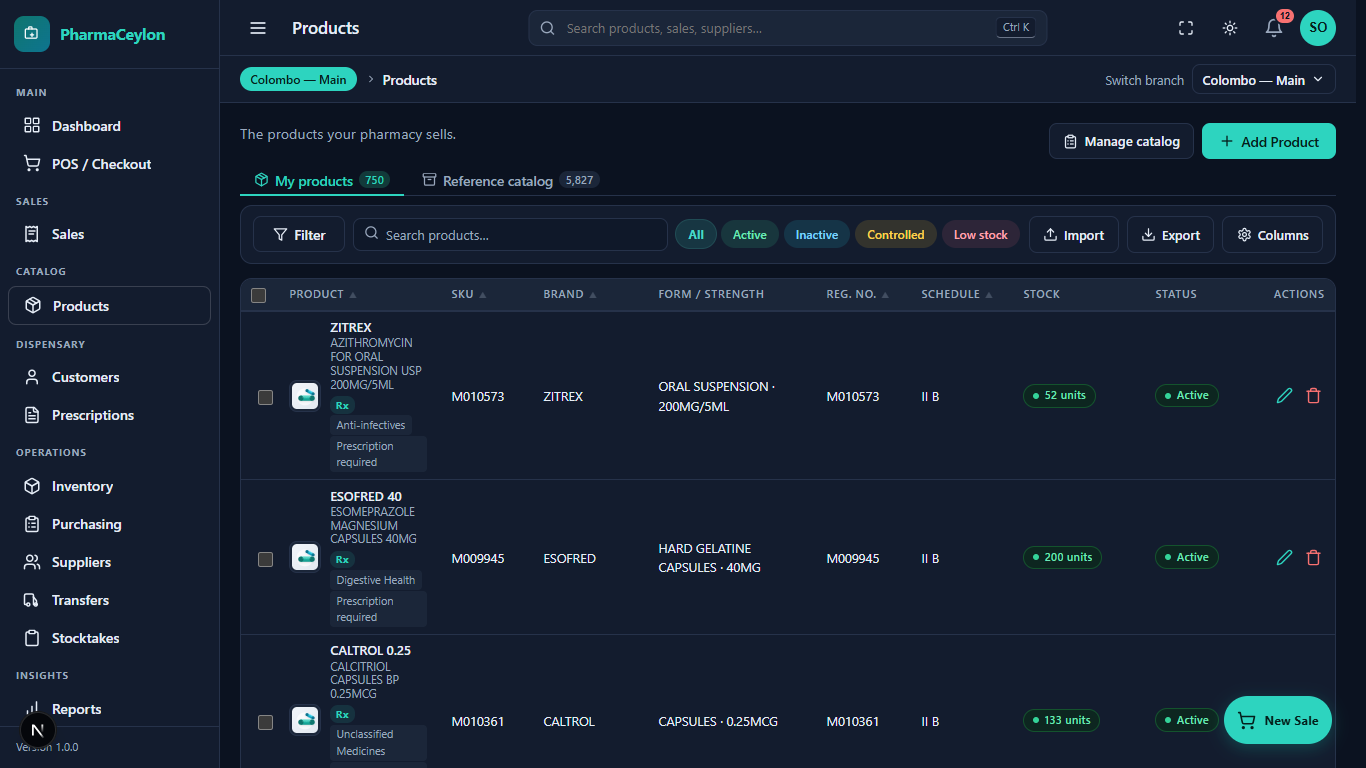 PharmaCeylon
Products
Search products, sales, suppliers...
Ctrl K
12
SO
Colombo — Main
Products
Switch branch
Colombo — Main
MAIN
Dashboard
POS / Checkout
SALES
Sales
CATALOG
Products
DISPENSARY
Customers
Prescriptions
OPERATIONS
Inventory
Purchasing
Suppliers
Transfers
Stocktakes
INSIGHTS
Reports
N
Version 1.0.0
The products your pharmacy sells.
Manage catalog
Add Product
My products 750
Reference catalog 5,827
Filter
Search products...
All
Active
Inactive
Controlled
Low stock
Import
Export
Columns
PRODUCT SKU BRAND FORM / STRENGTH REG. NO. SCHEDULE STOCK STATUS ACTIONS
ZITREX
AZITHROMYCIN
FOR ORAL
SUSPENSION USP
200MG/5ML
Rx
Anti-infectives
Prescription
required
M010573
ZITREX
ORAL SUSPENSION ·
200MG/5ML
M010573
II B
52 units
Active
ESOFRED 40
ESOMEPRAZOLE
MAGNESIUM
CAPSULES 40MG
Rx
Digestive Health
Prescription
required
M009945
ESOFRED
HARD GELATINE
CAPSULES · 40MG
M009945
II B
200 units
Active
CALTROL 0.25
CALCITRIOL
CAPSULES BP
0.25MCG
Rx
Unclassified
Medicines
M010361
CALTROL
CAPSULES · 0.25MCG
M010361
II B
133 units
Active
New Sale